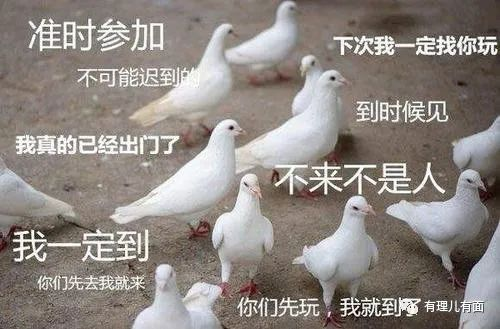 准时参加
下次我一定找你玩
不可能迟到的
到时候见
我真的已经出门了
不来不是人
我一定到
你们先去我就来
你们先玩，我就到
有理儿有面